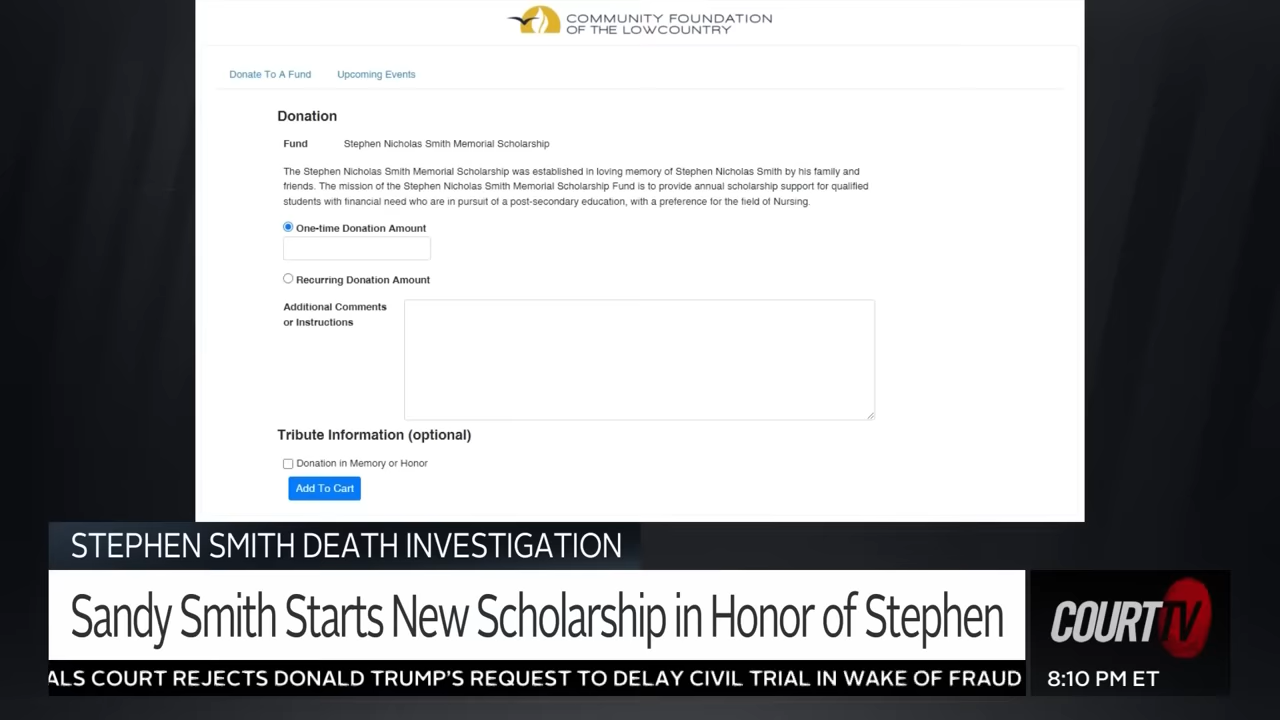 COMMUNITY FOUNDATION
OF THE LOWCOUNTRY
Donate To A Fund Upcoming Events
Donation
Fund Stephen Nicholas Smith Memorial Scholarship
The Stephen Nicholas Smith Memorial Scholarship was established in loving memory of Stephen Nicholas Smith by his family and
friends. The mission of the Stephen Nicholas Smith Memorial Scholarship Fund is to provide annual scholarship support for qualified
students with financial need who are in pursuit of a post-secondary education, with a preference for the field of Nursing.
One-time Donation Amount
Recurring Donation Amount
Additional Comments
or Instructions
Tribute Information (optional)
Donation in Memory or Honor
Add To Cart
STEPHEN SMITH DEATH INVESTIGATION
Sandy Smith Starts New Scholarship in Honor of Stephen
COURT TV
ALS COURT REJECTS DONALD TRUMP'S REQUEST TO DELAY CIVIL TRIAL IN WAKE OF FRAUD
8:10 PM ET